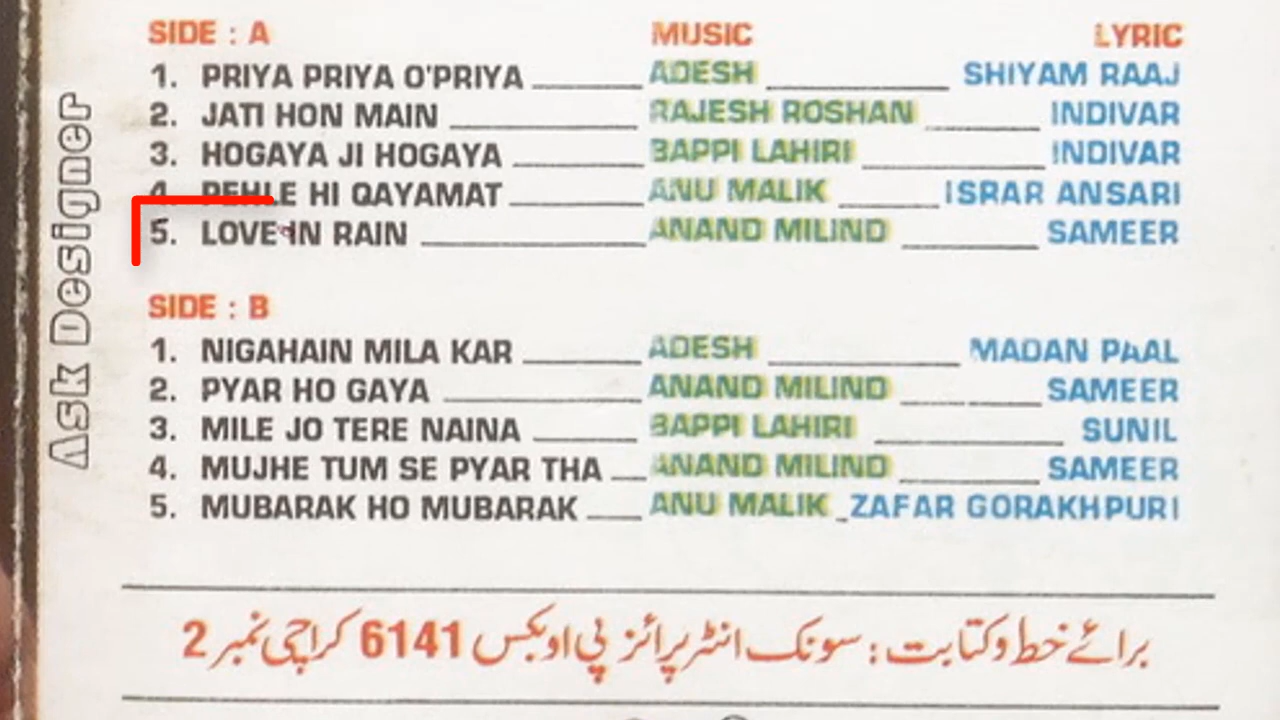 SIDE : A MUSIC LYRIC
1. PRIYA PRIYA O'PRIYA ADESH SHIYAM RAAJ
2. JATI HON MAIN RAJESH ROSHAN INDIVAR
3. HOGAYA JI HOGAYA BAPPI LAHIRI INDIVAR
4. PEHLE HI QAYAMAT ANU MALIK ISRAR ANSARI
5. LOVE IN RAIN ANAND MILIND SAMEER
SIDE : B
1. NIGAHAIN MILA KAR ADESH MADAN PAAL
2. PYAR HO GAYA ANAND MILIND SAMEER
3. MILE JO TERE NAINA BAPPI LAHIRI SUNIL
4. MUJHE TUM SE PYAR THA ANAND MILIND SAMEER
5. MUBARAK HO MUBARAK ANU MALIK ZAFAR GORAKHPURI
Ask Designer
برائے خط و کتابت : سونک انٹرپرائز پی او بکس 6141 کراچی نمبر 2